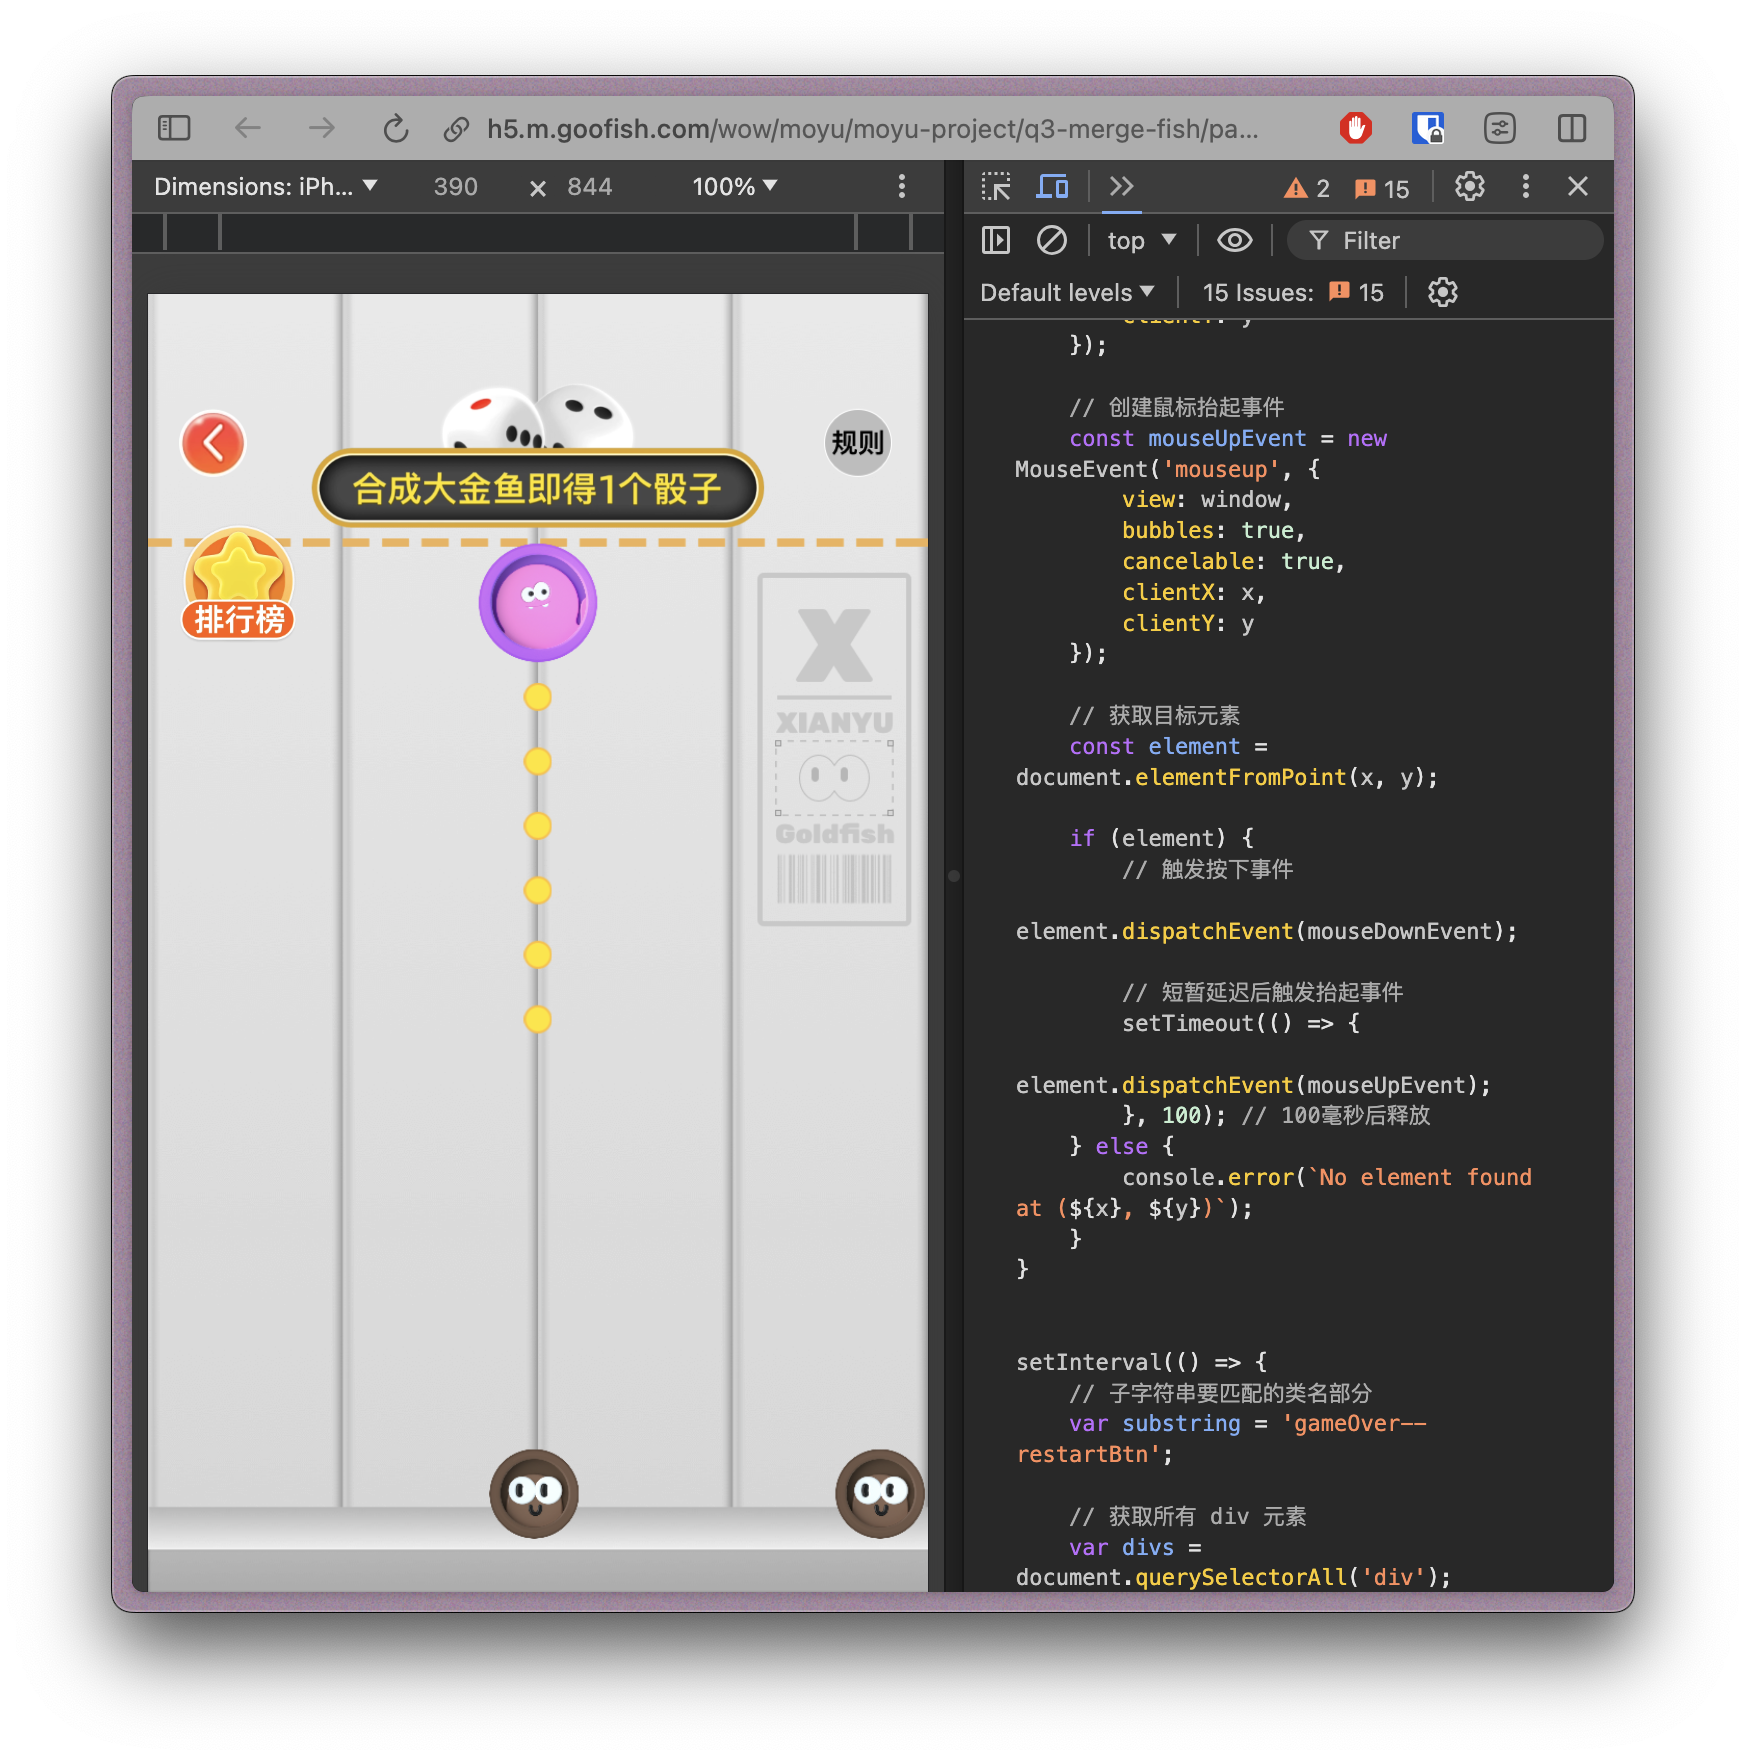 h5.m.goofish.com/wow/moyu/moyu-project/q3-merge-fish/pa...
Dimensions: iPh... 390 × 844 100%
2 15
top Filter
Default levels 15 Issues: 15
规则
合成大金鱼即得1个骰子
排行榜
X
XIANYU
Goldfish
clientY: y
});
// 创建鼠标抬起事件
const mouseUpEvent = new
MouseEvent('mouseup', {
view: window,
bubbles: true,
cancelable: true,
clientX: x,
clientY: y
});
// 获取目标元素
const element =
document.elementFromPoint(x, y);
if (element) {
// 触发按下事件
element.dispatchEvent(mouseDownEvent);
// 短暂延迟后触发抬起事件
setTimeout(() => {
element.dispatchEvent(mouseUpEvent);
}, 100); // 100毫秒后释放
} else {
console.error(`No element found
at (${x}, ${y})`);
}
}
setInterval(() => {
// 子字符串要匹配的类名部分
var substring = 'gameOver--
restartBtn';
// 获取所有 div 元素
var divs =
document.querySelectorAll('div');